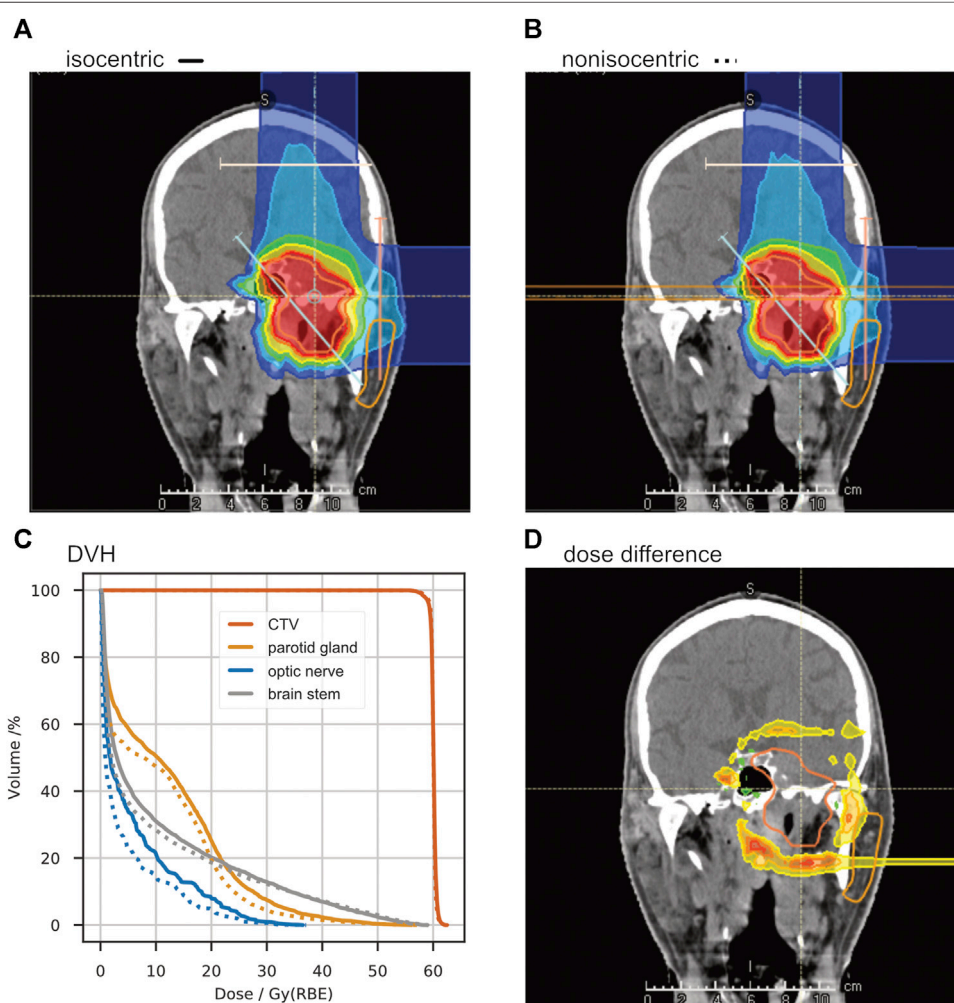 A
isocentric
S
0 2 4 6 8 10 cm
B
nonisocentric
S
0 2 4 6 8 10 cm
C
DVH
CTV
parotid gland
optic nerve
brain stem
100
80
60
40
20
0
Volume /%
0 10 20 30 40 50 60
Dose / Gy(RBE)
D
dose difference
S
0 2 4 6 8 10 cm